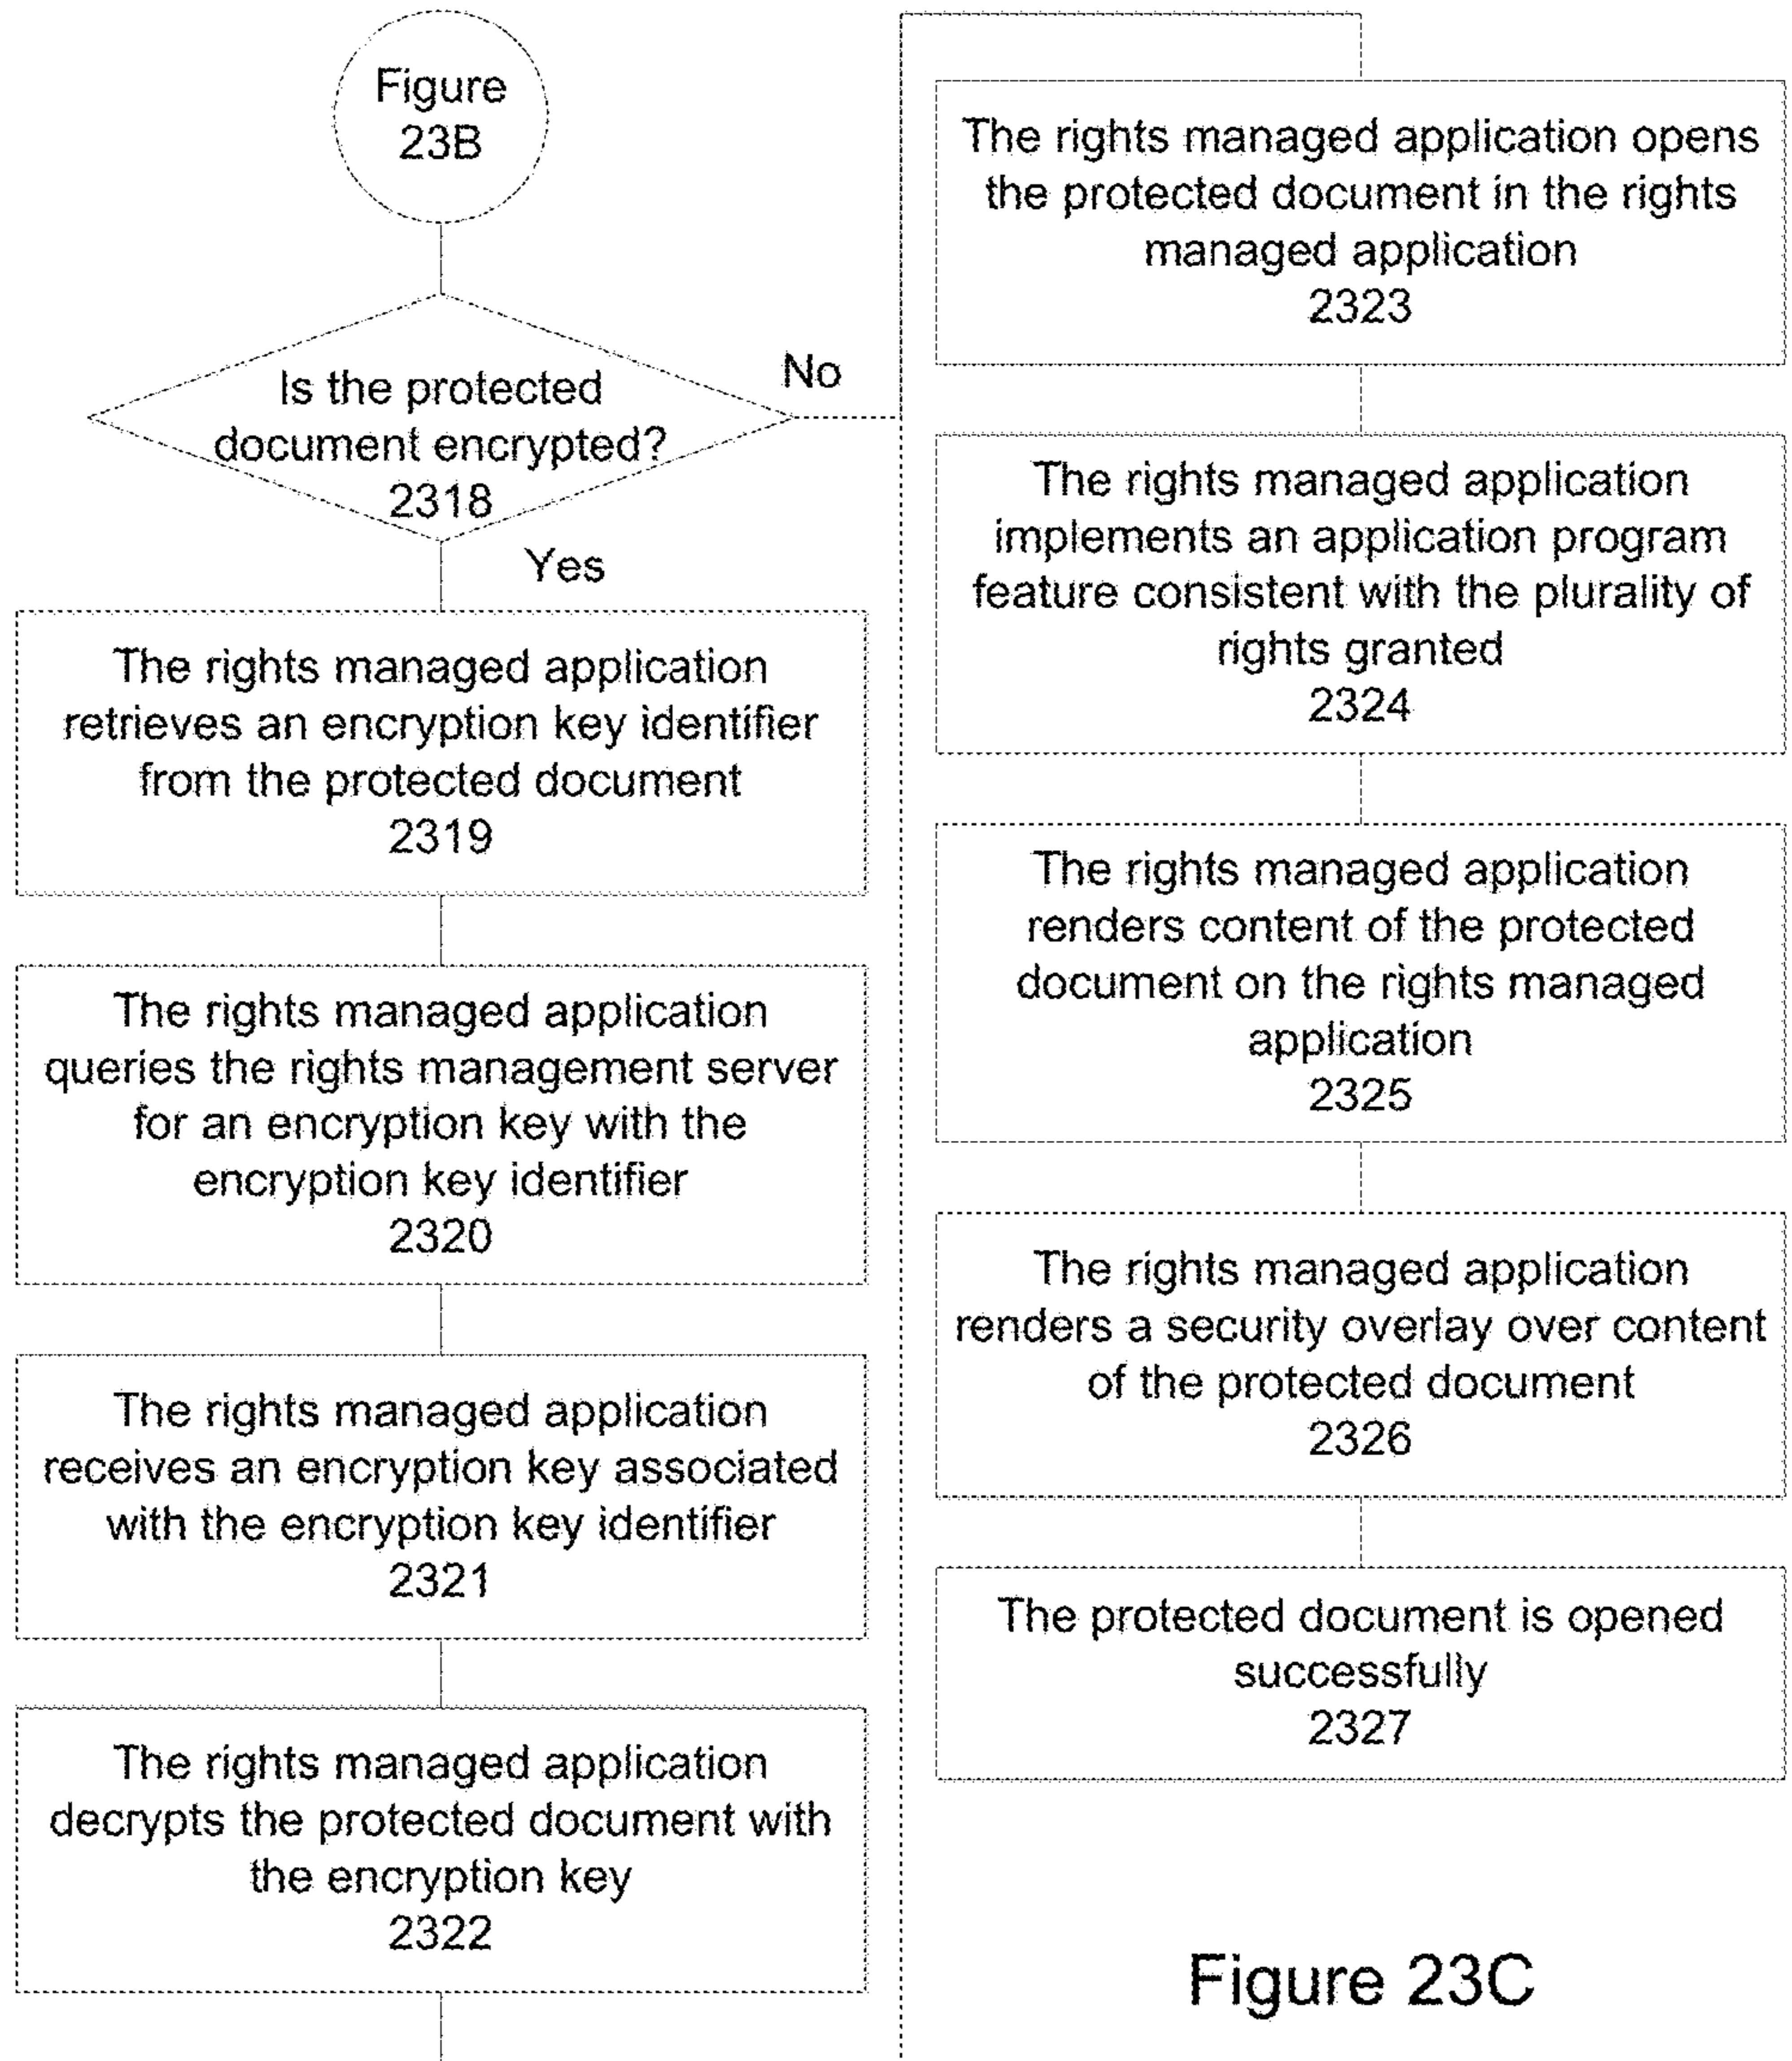 Figure
23B
Is the protected
document encrypted?
2318
No
Yes
The rights managed application
retrieves an encryption key identifier
from the protected document
2319
The rights managed application
queries the rights management server
for an encryption key with the
encryption key identifier
2320
The rights managed application
receives an encryption key associated
with the encryption key identifier
2321
The rights managed application
decrypts the protected document with
the encryption key
2322
The rights managed application opens
the protected document in the rights
managed application
2323
The rights managed application
implements an application program
feature consistent with the plurality of
rights granted
2324
The rights managed application
renders content of the protected
document on the rights managed
application
2325
The rights managed application
renders a security overlay over content
of the protected document
2326
The protected document is opened
successfully
2327
Figure 23C